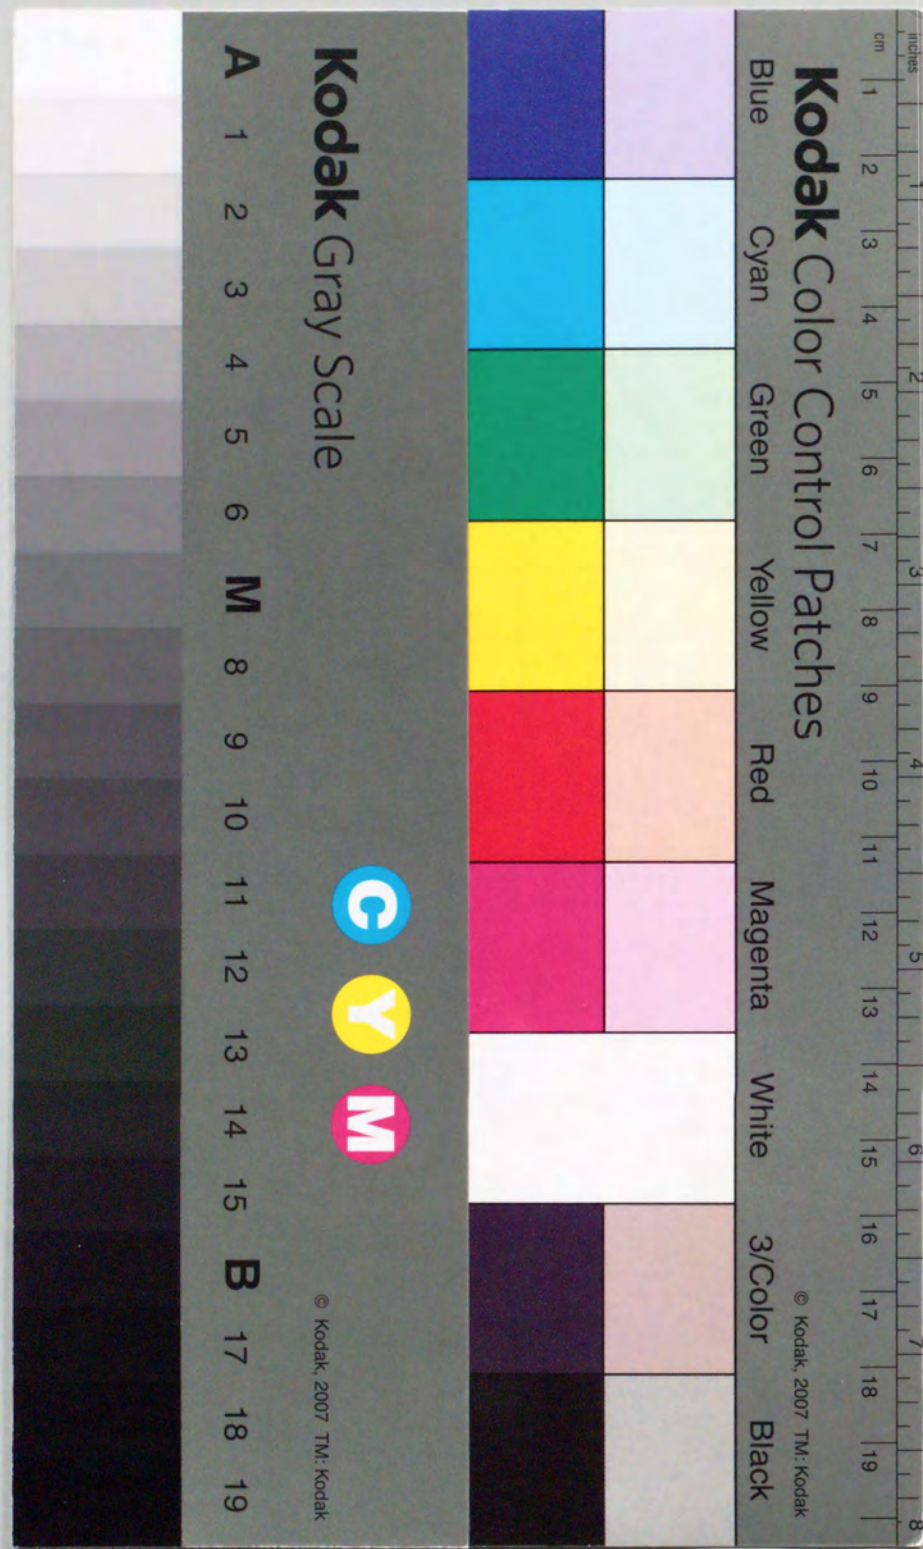 inches 1 2 3 4 5 6 7 8
cm 1 2 3 4 5 6 7 8 9 10 11 12 13 14 15 16 17 18 19
Kodak Color Control Patches
© Kodak, 2007 TM: Kodak
Blue Cyan Green Yellow Red Magenta White 3/Color Black
Kodak Gray Scale
C Y M
© Kodak, 2007 TM: Kodak
A 1 2 3 4 5 6 M 8 9 10 11 12 13 14 15 B 17 18 19